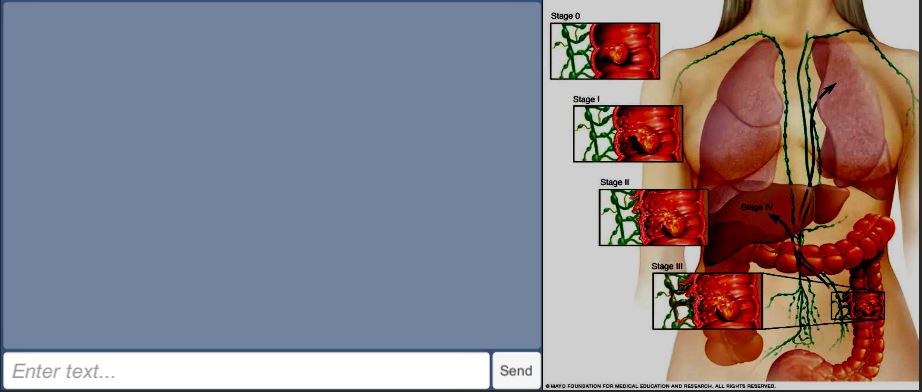 Enter text...
Send
Stage 0
Stage I
Stage II
Stage IV
Stage III
© MAYO FOUNDATION FOR MEDICAL EDUCATION AND RESEARCH. ALL RIGHTS RESERVED.